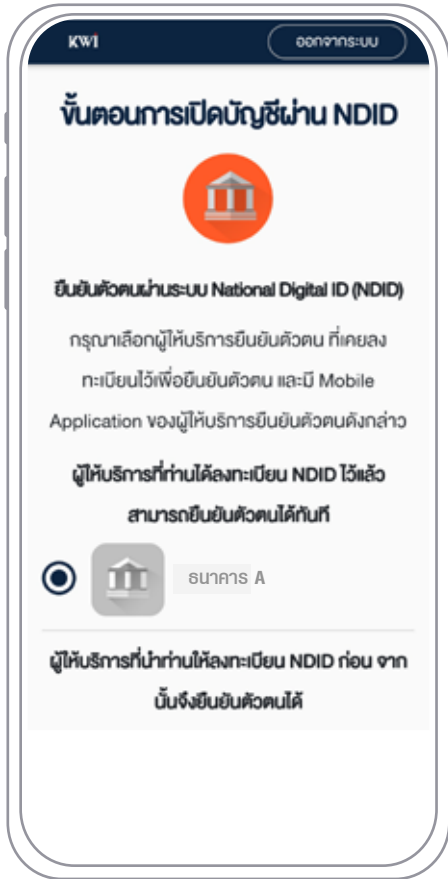 KWI
ออกจากระบบ
ขั้นตอนการเปิดบัญชีผ่าน NDID
ยืนยันตัวตนผ่านระบบ National Digital ID (NDID)
กรุณาเลือกผู้ให้บริการยืนยันตัวตน ที่เคยลง
ทะเบียนไว้เพื่อยืนยันตัวตน และมี Mobile
Application ของผู้ให้บริการยืนยันตัวตนดังกล่าว
ผู้ให้บริการที่ท่านได้ลงทะเบียน NDID ไว้แล้ว
สามารถยืนยันตัวตนได้ทันที
ธนาคาร A
ผู้ให้บริการที่นำท่านให้ลงทะเบียน NDID ก่อน จาก
นั้นจึงยืนยันตัวตนได้